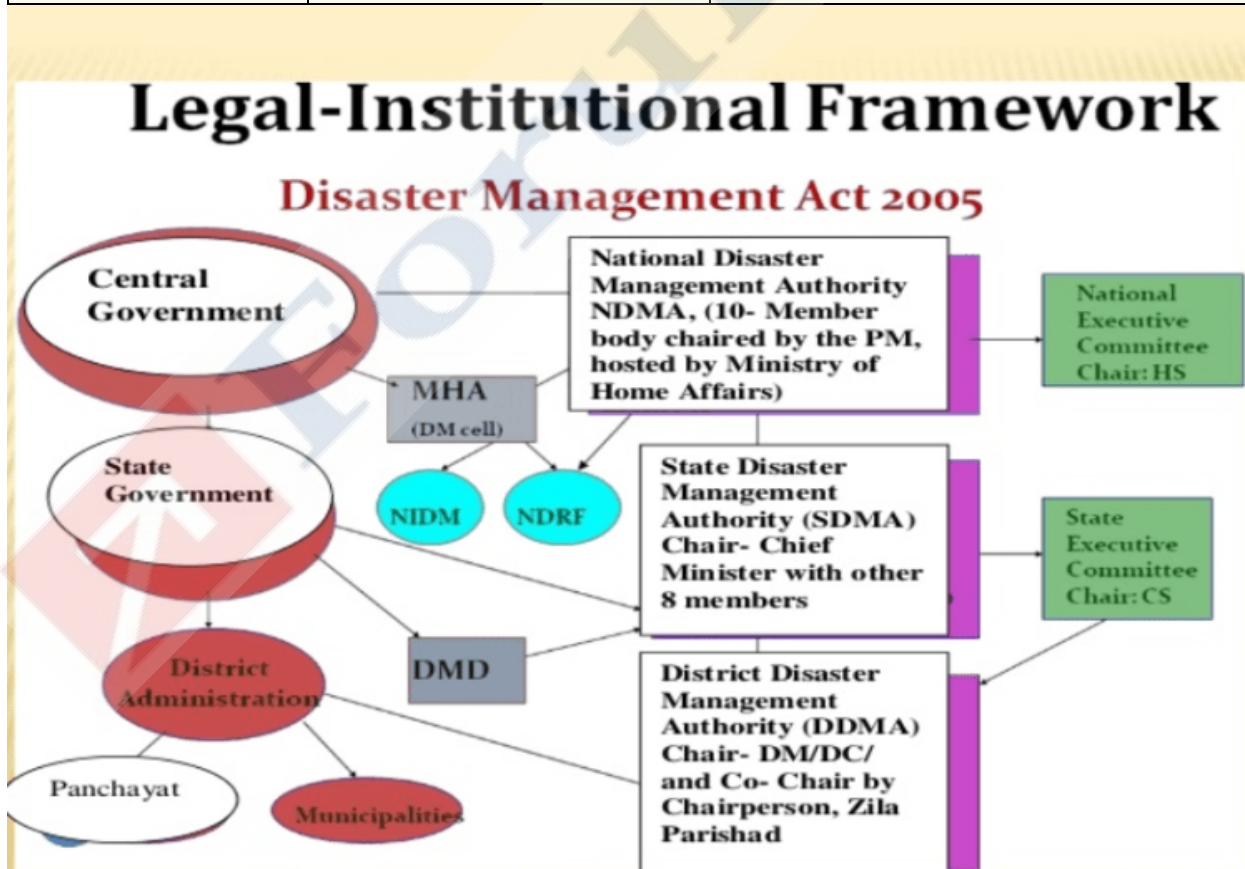 Legal-Institutional Framework
Disaster Management Act 2005
Central
Government
National Disaster
Management Authority
NDMA, (10- Member
body chaired by the PM,
hosted by Ministry of
Home Affairs)
National
Executive
Committee
Chair: HS
MHA
(DM cell)
NIDM
NDRF
State
Government
State Disaster
Management
Authority (SDMA)
Chair- Chief
Minister with other
8 members
State
Executive
Committee
Chair: CS
DMD
District
Administration
District Disaster
Management
Authority (DDMA)
Chair- DM/DC/
and Co- Chair by
Chairperson, Zila
Parishad
Panchayat
Municipalities